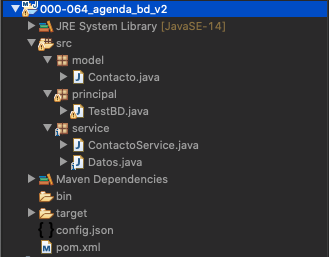 000-064_agenda_bd_v2
JRE System Library [JavaSE-14]
src
model
Contacto.java
principal
TestBD.java
service
ContactoService.java
Datos.java
Maven Dependencies
bin
target
config.json
pom.xml